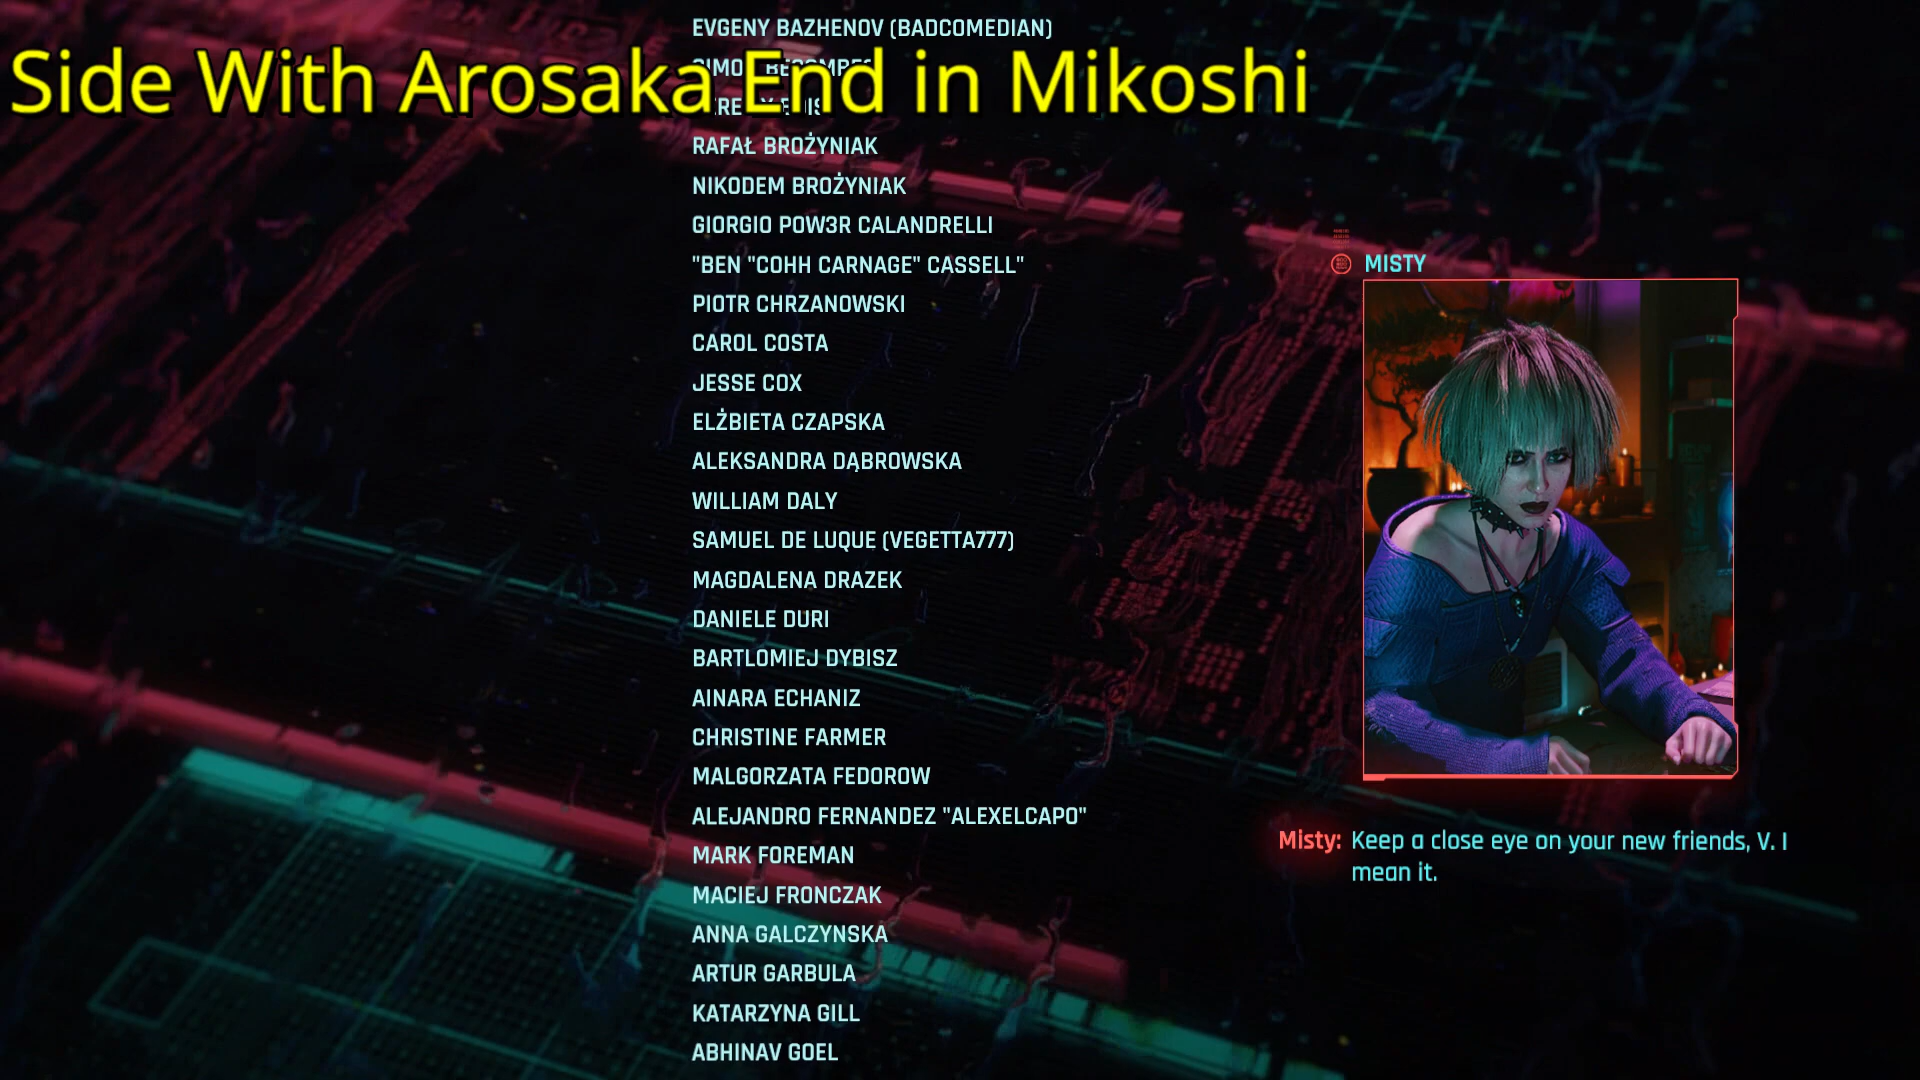 EVGENY BAZHENOV (BADCOMEDIAN)
Side With Arosaka End in Mikoshi
RAFAŁ BROŻYNIAK
NIKODEM BROŻYNIAK
GIORGIO POW3R CALANDRELLI
"BEN "COHH CARNAGE" CASSELL"
PIOTR CHRZANOWSKI
CAROL COSTA
JESSE COX
ELŻBIETA CZAPSKA
ALEKSANDRA DĄBROWSKA
WILLIAM DALY
SAMUEL DE LUQUE (VEGETTA777)
MAGDALENA DRAZEK
DANIELE DURI
BARTLOMIEJ DYBISZ
AINARA ECHANIZ
CHRISTINE FARMER
MALGORZATA FEDOROW
ALEJANDRO FERNANDEZ "ALEXELCAPO"
MARK FOREMAN
MACIEJ FRONCZAK
ANNA GALCZYNSKA
ARTUR GARBULA
KATARZYNA GILL
ABHINAV GOEL
MISTY
Misty: Keep a close eye on your new friends, V. I
mean it.